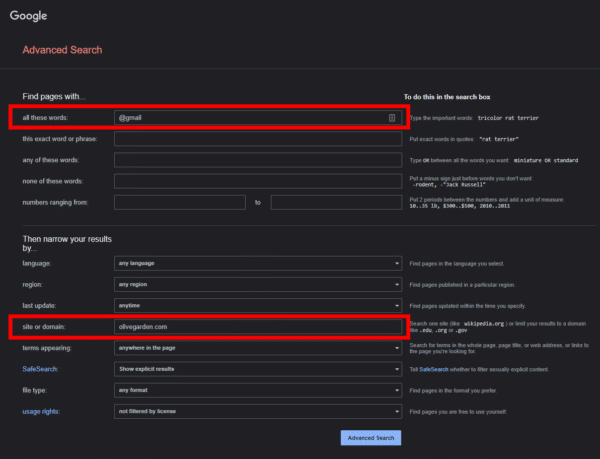 Google
Advanced Search
Find pages with...
To do this in the search box
all these words:
@gmail
Type the important words: tricolor rat terrier
this exact word or phrase:
Put exact words in quotes: "rat terrier"
any of these words:
Type OR between all the words you want: miniature OR standard
none of these words:
Put a minus sign just before words you don't want:
-rodent, -"Jack Russell"
numbers ranging from:
to
Put 2 periods between the numbers and add a unit of measure:
10..35 lb, $300..$500, 2010..2011
Then narrow your results
by...
language:
any language
Find pages in the language you select.
region:
any region
Find pages published in a particular region.
last update:
anytime
Find pages updated within the time you specify.
site or domain:
olivegarden.com
Search one site (like wikipedia.org ) or limit your results to a domain
like .edu, .org or .gov
terms appearing:
anywhere in the page
Search for terms in the whole page, page title, or web address, or links to
the page you're looking for.
SafeSearch:
Show explicit results
Tell SafeSearch whether to filter sexually explicit content.
file type:
any format
Find pages in the format you prefer.
usage rights:
not filtered by license
Find pages you are free to use yourself.
Advanced Search